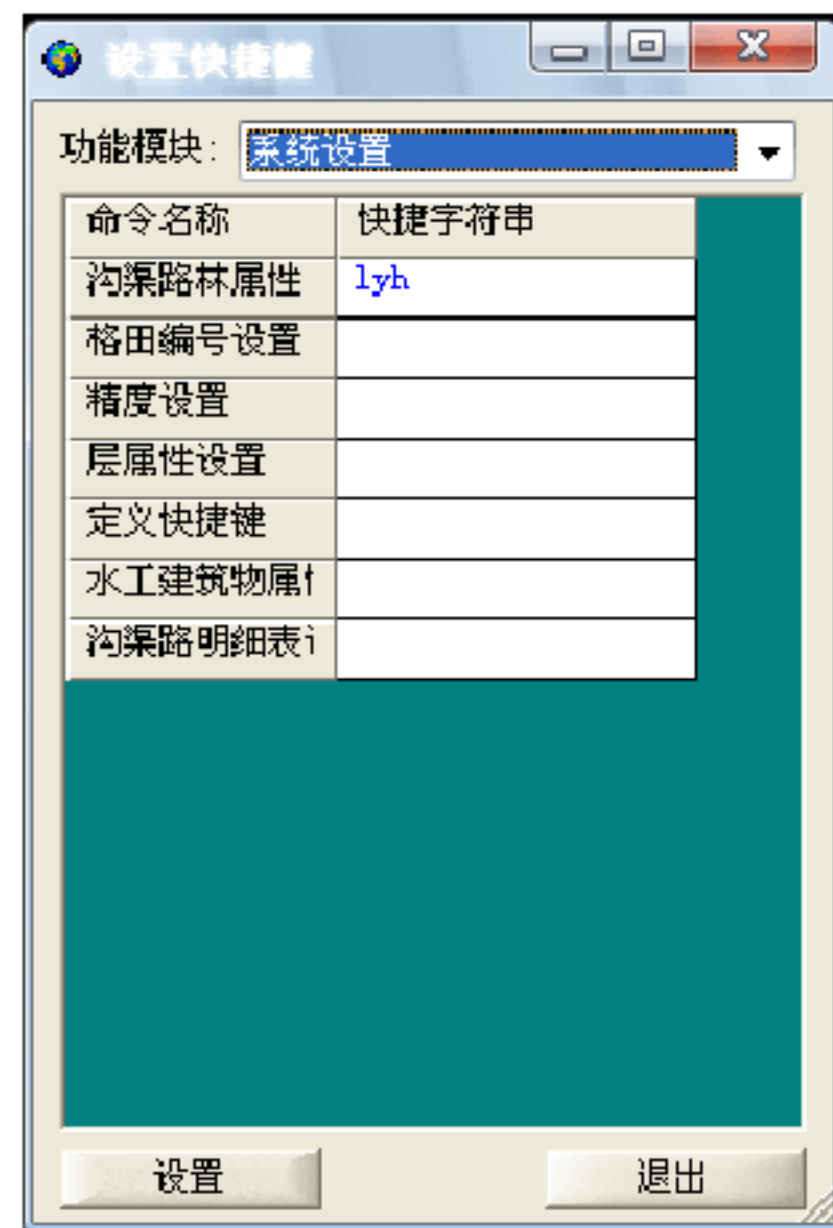 设置快捷键
功能模块: 系统设置
命令名称 快捷字符串
沟渠路林属性 lyh
格田编号设置
精度设置
层属性设置
定义快捷键
水工建筑物属
沟渠路明细表
设置 退出